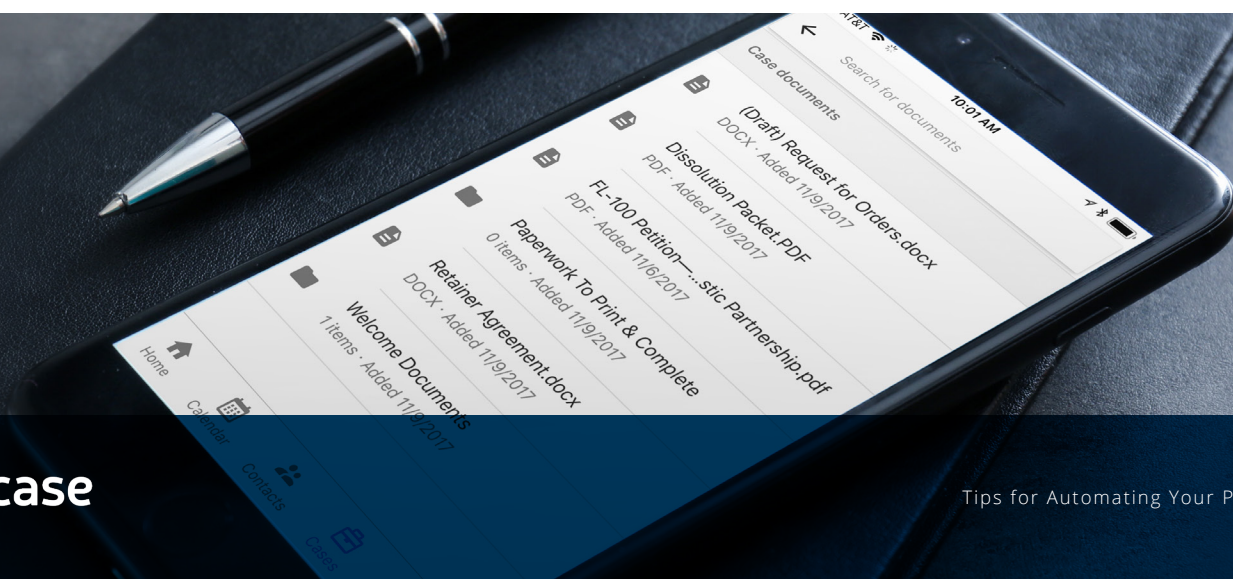 AT&T
10:01 AM
Search for documents
Case documents
(Draft) Request for Orders.docx
DOCX · Added 11/9/2017
Dissolution Packet.PDF
PDF · Added 11/9/2017
FL-100 Petition—...stic Partnership.pdf
PDF · Added 11/6/2017
Paperwork To Print & Complete
0 items · Added 11/9/2017
Retainer Agreement.docx
DOCX · Added 11/9/2017
Welcome Documents
1 items · Added 11/9/2017
Home
Calendar
Contacts
Cases
case
Tips for Automating Your P